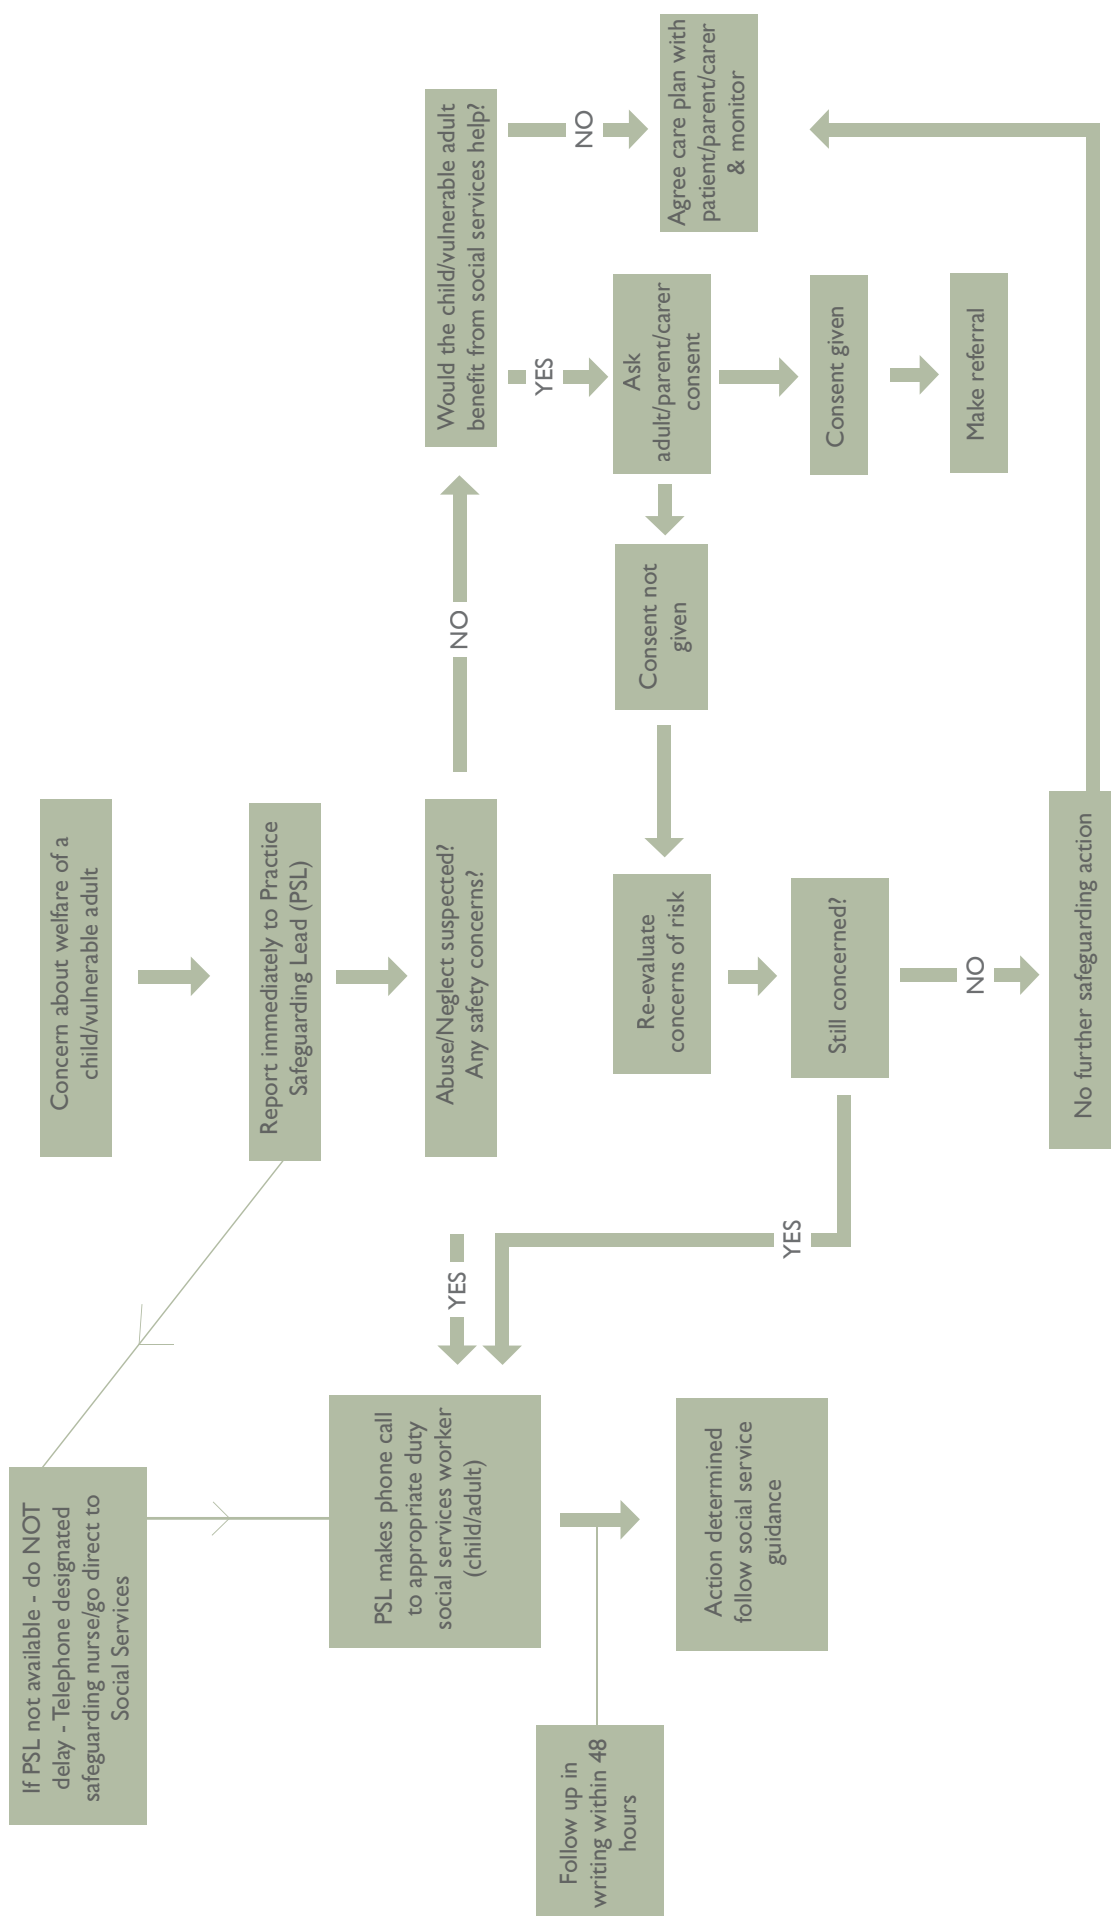 Concern about welfare of a
child/vulnerable adult
If PSL not available - do NOT
delay - Telephone designated
safeguarding nurse/go direct to
Social Services
Report immediately to Practice
Safeguarding Lead (PSL)
Abuse/Neglect suspected?
Any safety concerns?
NO
Would the child/vulnerable adult
benefit from social services help?
YES
PSL makes phone call
to appropriate duty
social services worker
(child/adult)
YES
NO
Follow up in
writing within 48
hours
Action determined
follow social service
guidance
Re-evaluate
concerns of risk
Consent not
given
Ask
adult/parent/carer
consent
Agree care plan with
patient/parent/carer
& monitor
YES
Still concerned?
Consent given
NO
Make referral
No further safeguarding action